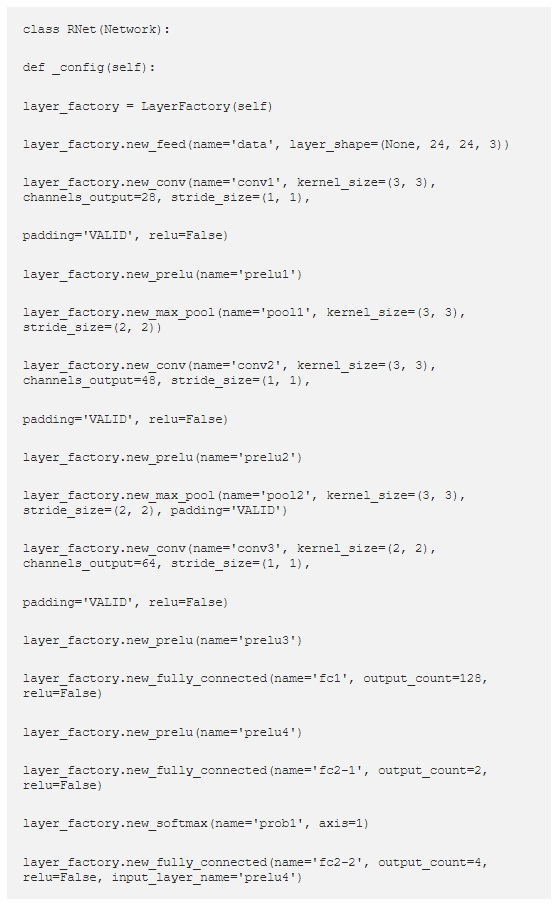 class RNet(Network):
def _config(self):
layer_factory = LayerFactory(self)
layer_factory.new_feed(name='data', layer_shape=(None, 24, 24, 3))
layer_factory.new_conv(name='conv1', kernel_size=(3, 3),
channels_output=28, stride_size=(1, 1),
padding='VALID', relu=False)
layer_factory.new_prelu(name='prelu1')
layer_factory.new_max_pool(name='pool1', kernel_size=(3, 3),
stride_size=(2, 2))
layer_factory.new_conv(name='conv2', kernel_size=(3, 3),
channels_output=48, stride_size=(1, 1),
padding='VALID', relu=False)
layer_factory.new_prelu(name='prelu2')
layer_factory.new_max_pool(name='pool2', kernel_size=(3, 3),
stride_size=(2, 2), padding='VALID')
layer_factory.new_conv(name='conv3', kernel_size=(2, 2),
channels_output=64, stride_size=(1, 1),
padding='VALID', relu=False)
layer_factory.new_prelu(name='prelu3')
layer_factory.new_fully_connected(name='fc1', output_count=128,
relu=False)
layer_factory.new_prelu(name='prelu4')
layer_factory.new_fully_connected(name='fc2-1', output_count=2,
relu=False)
layer_factory.new_softmax(name='prob1', axis=1)
layer_factory.new_fully_connected(name='fc2-2', output_count=4,
relu=False, input_layer_name='prelu4')